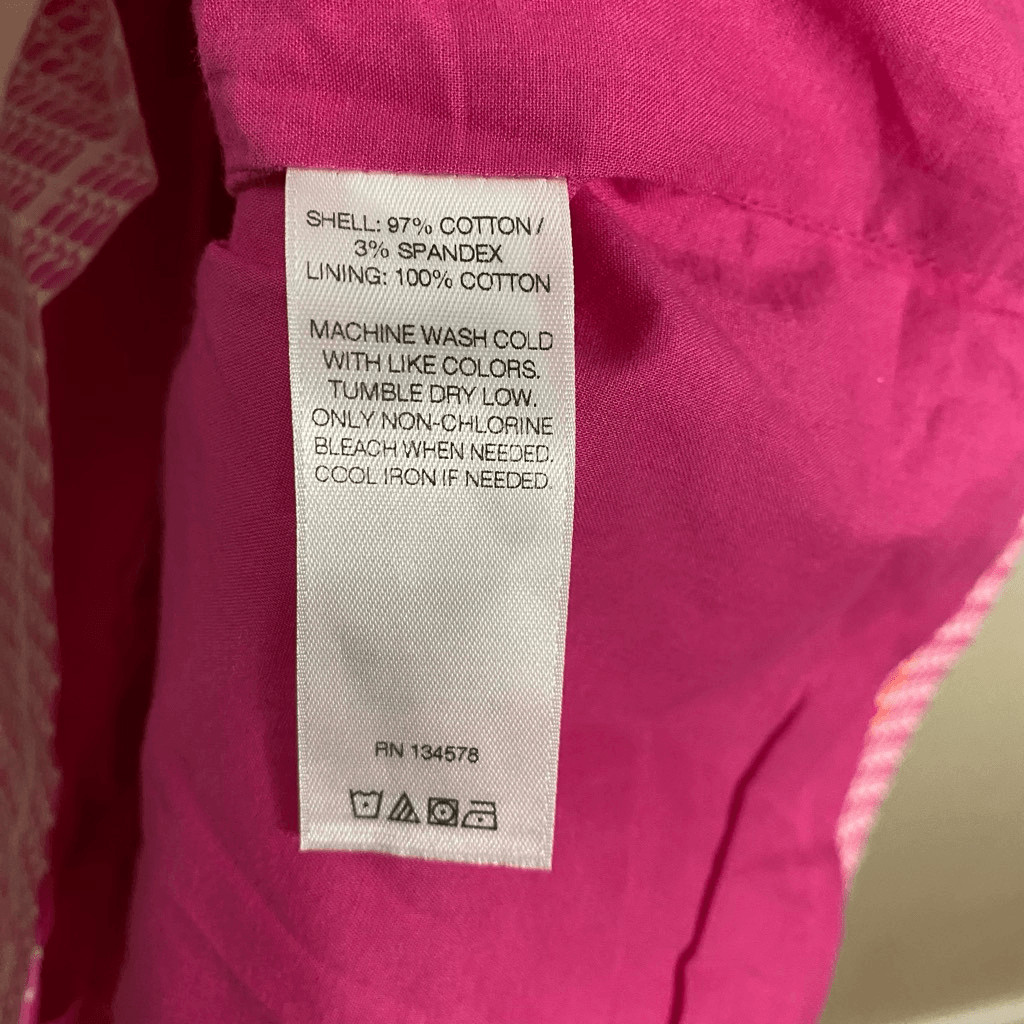 SHELL: 97% COTTON /
3% SPANDEX
LINING: 100% COTTON
MACHINE WASH COLD
WITH LIKE COLORS.
TUMBLE DRY LOW.
ONLY NON-CHLORINE
BLEACH WHEN NEEDED.
COOL IRON IF NEEDED
RN 134578